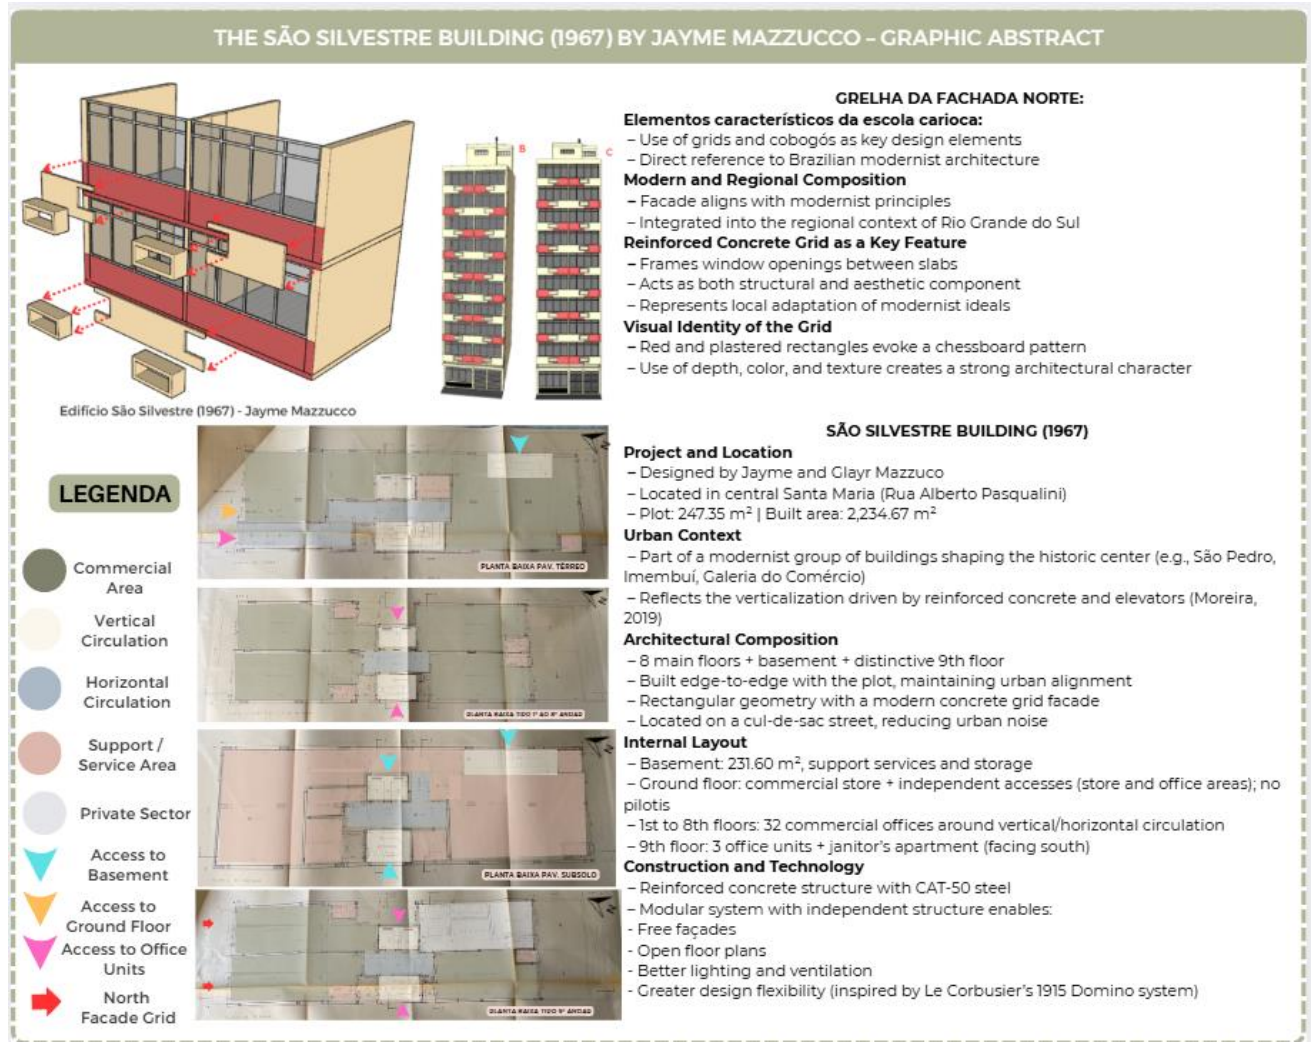 THE SÃO SILVESTRE BUILDING (1967) BY JAYME MAZZUCCO – GRAPHIC ABSTRACT
B
C
Edifício São Silvestre (1967) - Jayme Mazzucco
GRELHA DA FACHADA NORTE:
Elementos característicos da escola carioca:
– Use of grids and cobogós as key design elements
– Direct reference to Brazilian modernist architecture
Modern and Regional Composition
– Facade aligns with modernist principles
– Integrated into the regional context of Rio Grande do Sul
Reinforced Concrete Grid as a Key Feature
– Frames window openings between slabs
– Acts as both structural and aesthetic component
– Represents local adaptation of modernist ideals
Visual Identity of the Grid
– Red and plastered rectangles evoke a chessboard pattern
– Use of depth, color, and texture creates a strong architectural character
LEGENDA
Commercial
Area
Vertical
Circulation
Horizontal
Circulation
Support /
Service Area
Private Sector
Access to
Basement
Access to
Ground Floor
Access to Office
Units
North
Facade Grid
N
PLANTA BAIXA PAV. TÉRREO
N
PLANTA BAIXA TIPO 1º AO 8º ANDAR
N
PLANTA BAIXA PAV. SUBSOLO
N
PLANTA BAIXA TIPO 9º ANDAR
SÃO SILVESTRE BUILDING (1967)
Project and Location
– Designed by Jayme and Glayr Mazzuco
– Located in central Santa Maria (Rua Alberto Pasqualini)
– Plot: 247.35 m² | Built area: 2,234.67 m²
Urban Context
– Part of a modernist group of buildings shaping the historic center (e.g., São Pedro,
Imembuí, Galeria do Comércio)
– Reflects the verticalization driven by reinforced concrete and elevators (Moreira,
2019)
Architectural Composition
– 8 main floors + basement + distinctive 9th floor
– Built edge-to-edge with the plot, maintaining urban alignment
– Rectangular geometry with a modern concrete grid facade
– Located on a cul-de-sac street, reducing urban noise
Internal Layout
– Basement: 231.60 m², support services and storage
– Ground floor: commercial store + independent accesses (store and office areas); no
pilotis
– 1st to 8th floors: 32 commercial offices around vertical/horizontal circulation
– 9th floor: 3 office units + janitor's apartment (facing south)
Construction and Technology
– Reinforced concrete structure with CAT-50 steel
– Modular system with independent structure enables:
- Free façades
- Open floor plans
- Better lighting and ventilation
- Greater design flexibility (inspired by Le Corbusier's 1915 Domino system)